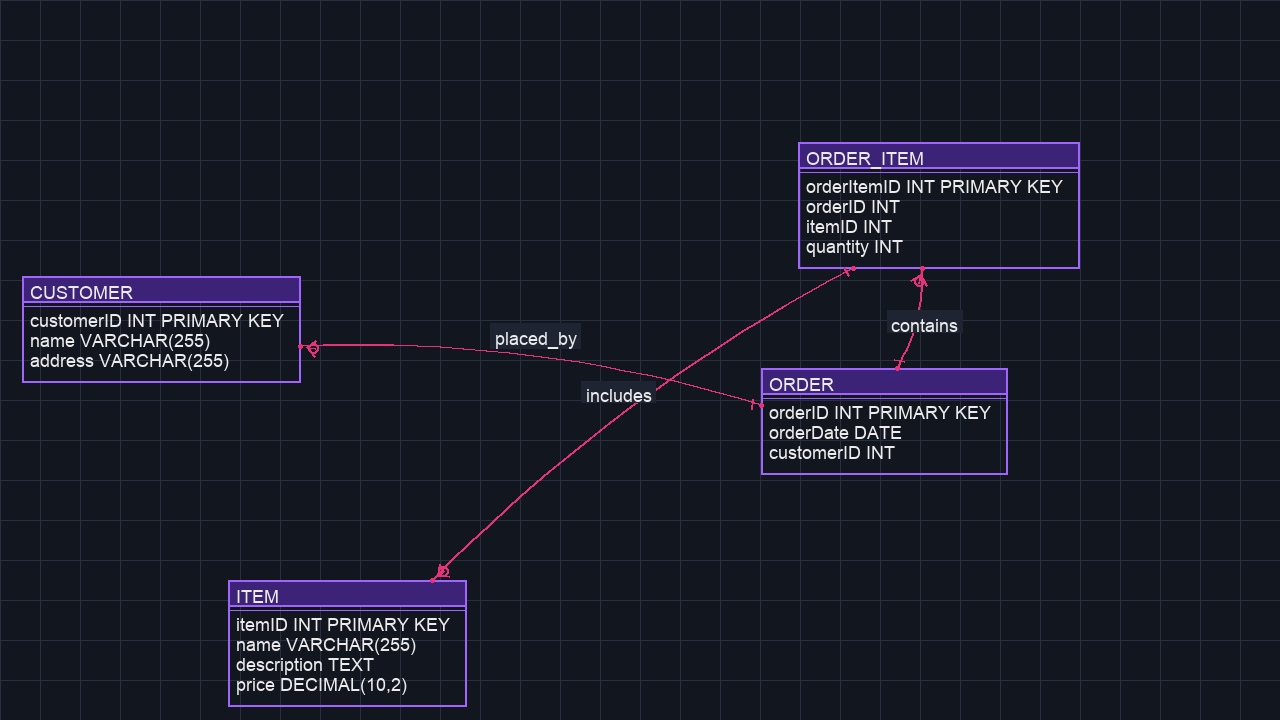 ORDER_ITEM
orderItemID INT PRIMARY KEY
orderID INT
itemID INT
quantity INT
CUSTOMER
customerID INT PRIMARY KEY
name VARCHAR(255)
address VARCHAR(255)
placed_by
contains
includes
ORDER
orderID INT PRIMARY KEY
orderDate DATE
customerID INT
ITEM
itemID INT PRIMARY KEY
name VARCHAR(255)
description TEXT
price DECIMAL(10,2)